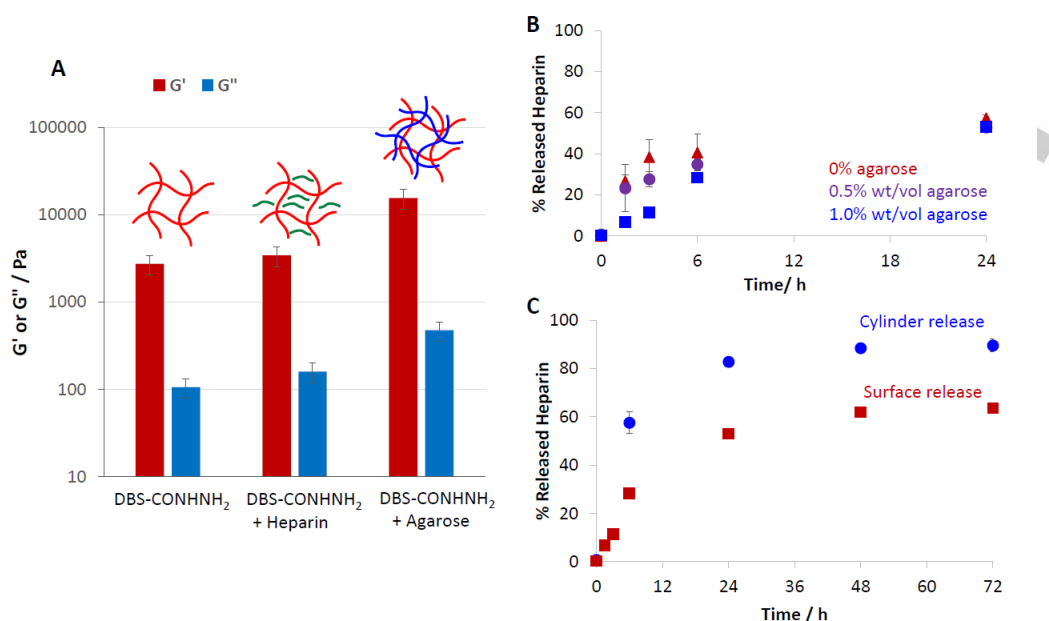 A
G' G''
G' or G'' / Pa
100000
10000
1000
100
10
DBS-CONHNH₂
DBS-CONHNH₂
+ Heparin
DBS-CONHNH₂
+ Agarose
B
% Released Heparin
100
80
60
40
20
0
0% agarose
0.5% wt/vol agarose
1.0% wt/vol agarose
0 6 12 18 24
Time/ h
C
% Released Heparin
100
80
60
40
20
0
Cylinder release
Surface release
0 12 24 36 48 60 72
Time / h